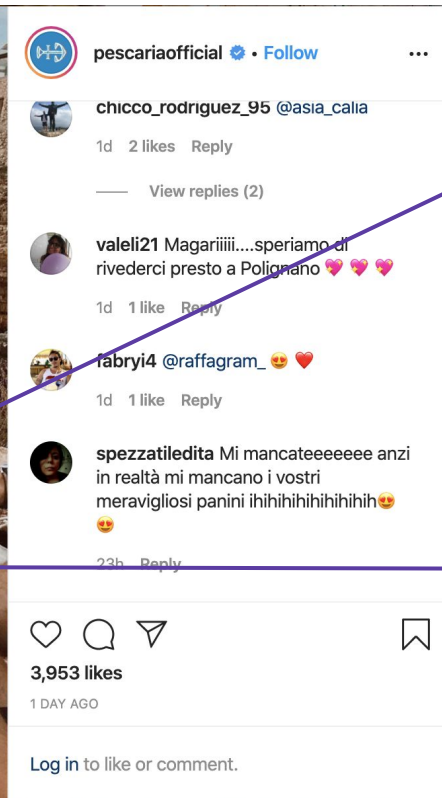 pescariaofficial • Follow
chicco_rodriguez_95 @asia_calia
1d 2 likes Reply
View replies (2)
valeli21 Magariiiii....speriamo di
rivederci presto a Polignano 💖 💖 💖
1d 1 like Reply
fabryi4 @raffagram_ 😍 ❤️
1d 1 like Reply
spezzatiledita Mi mancateeeeeee anzi
in realtà mi mancano i vostri
meravigliosi panini ihihihihihihihihih😍
😍
23h Reply
3,953 likes
1 DAY AGO
Log in to like or comment.